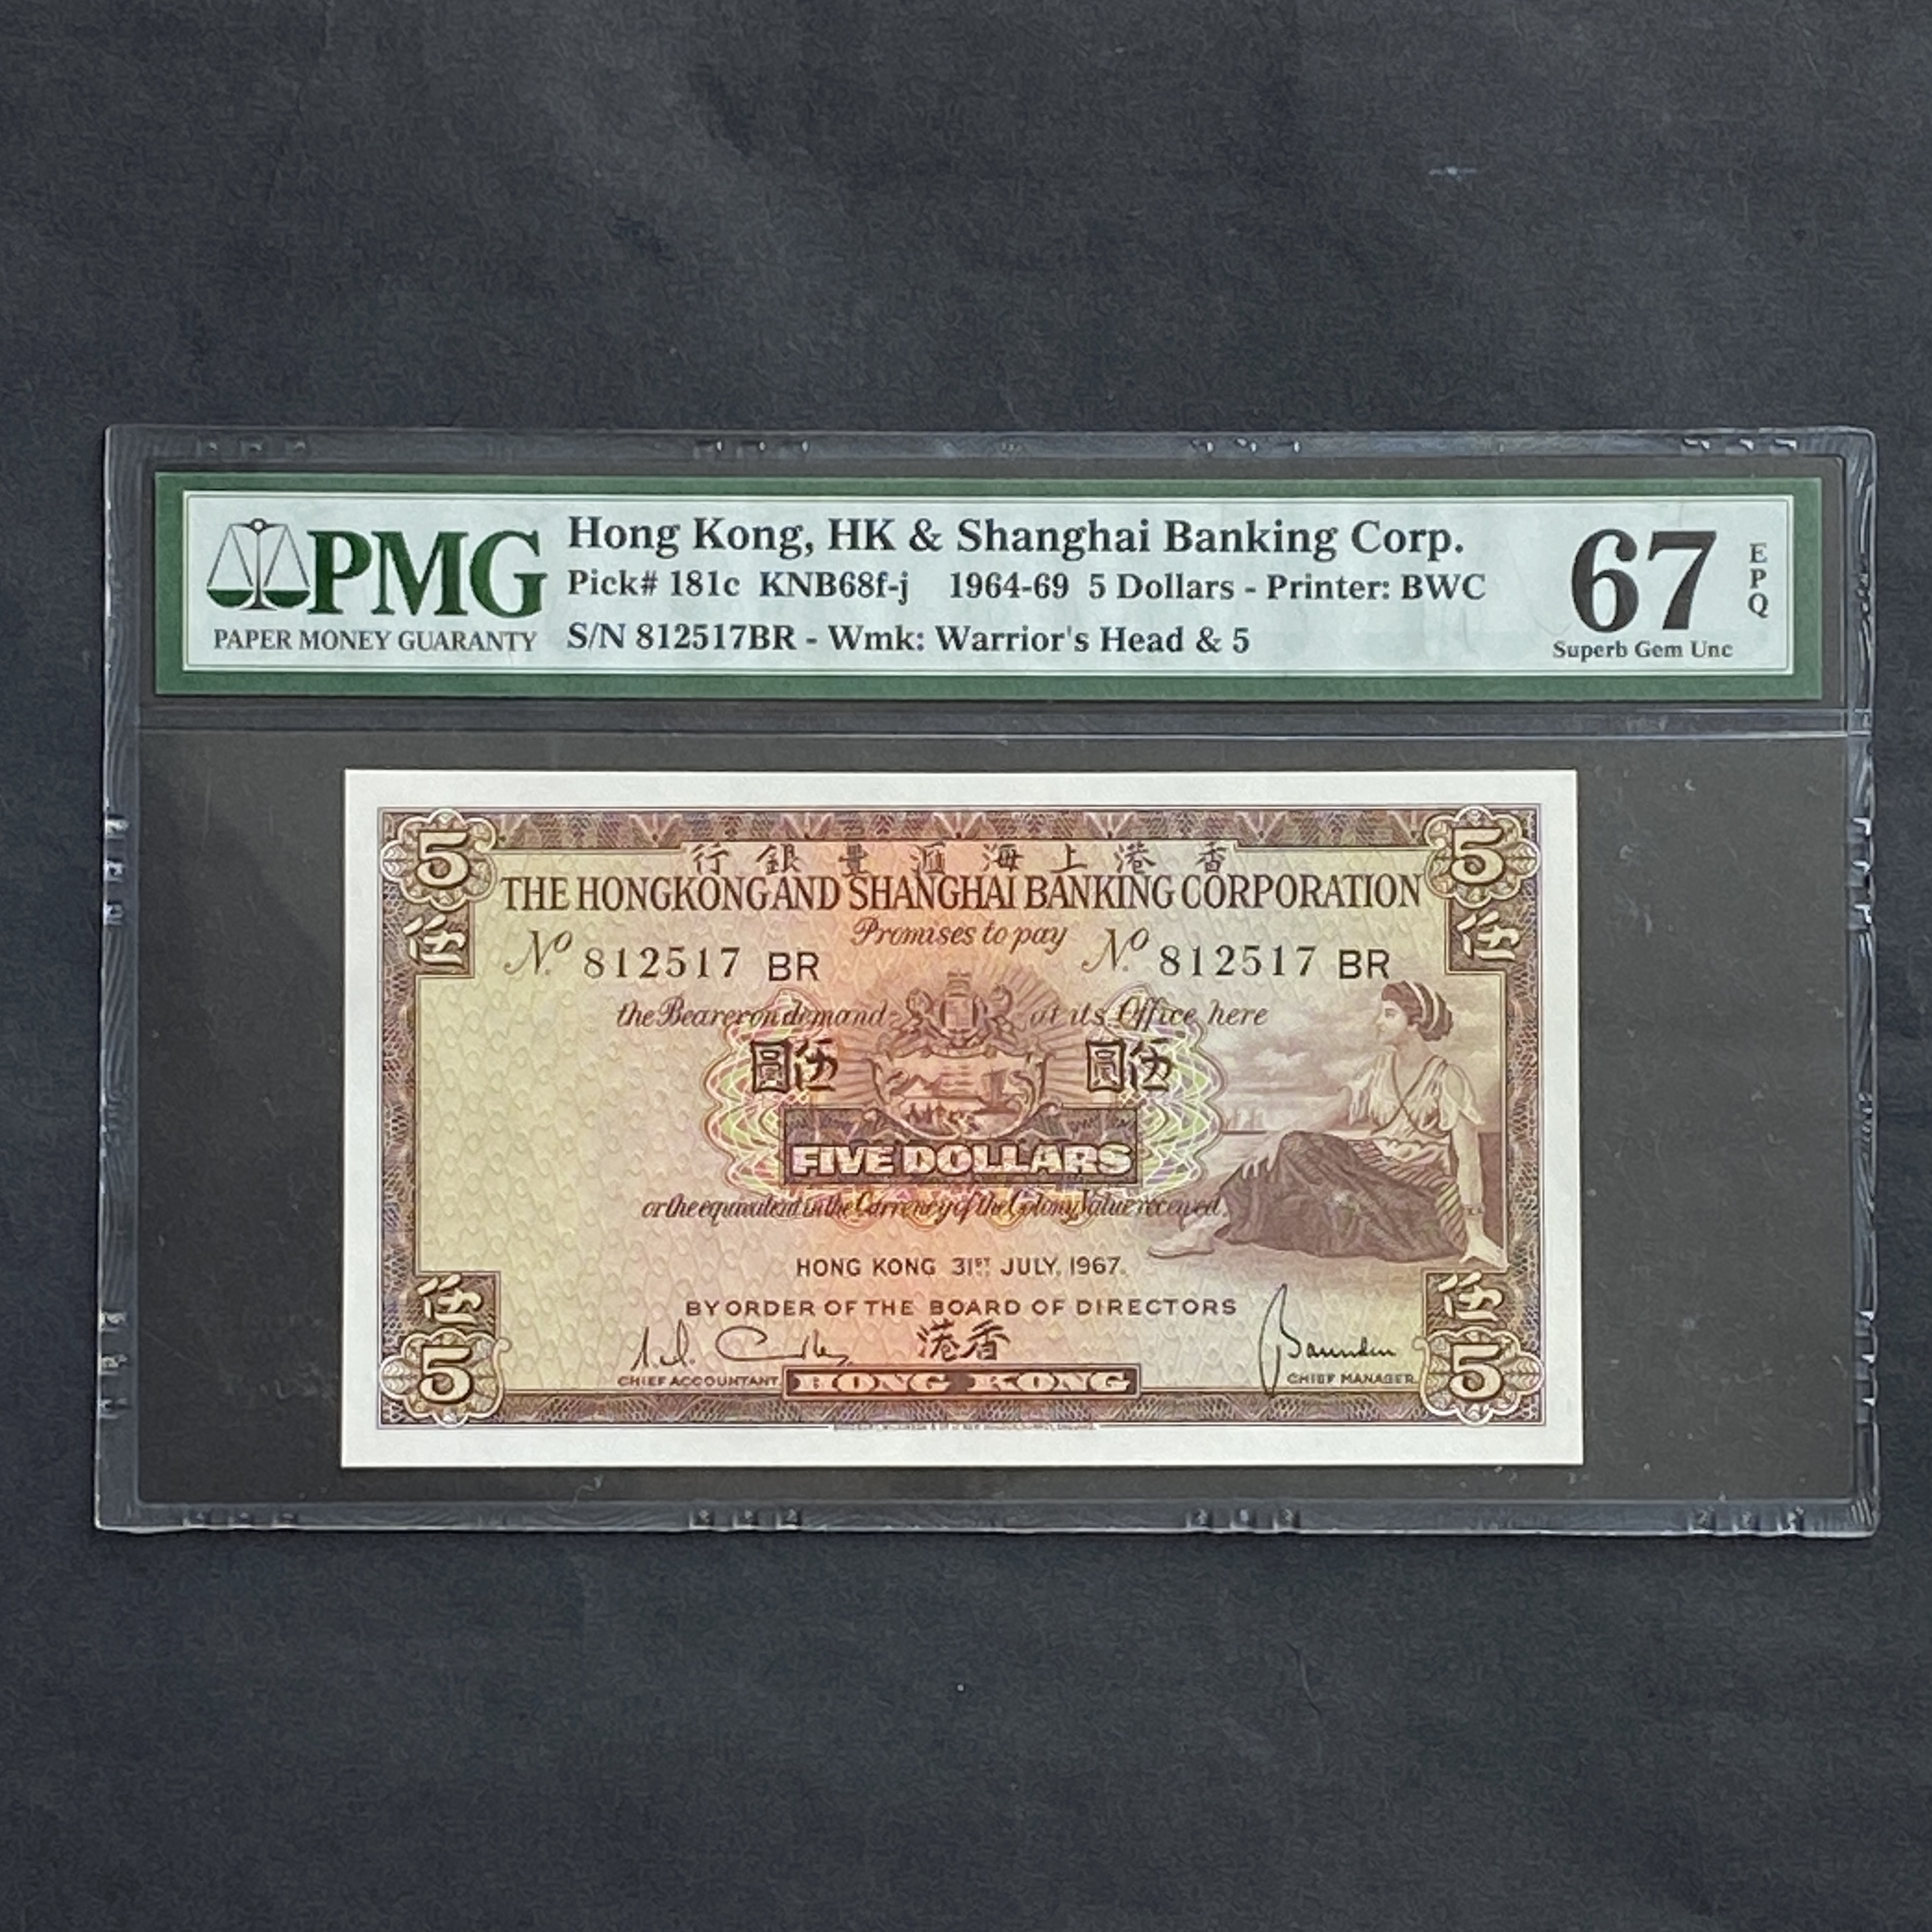 PMG
PAPER MONEY GUARANTY
Hong Kong, HK & Shanghai Banking Corp.
Pick# 181c KNB68f-j 1964-69 5 Dollars - Printer: BWC
S/N 812517BR - Wmk: Warrior's Head & 5
67
EPQ
Superb Gem Unc
5 5
行銀豊滙海上港香
THE HONGKONG AND SHANGHAI BANKING CORPORATION
伍 伍
Promises to pay
No 812517 BR No 812517 BR
the Bearer on demand at its Office here
圓伍 圓伍
FIVE DOLLARS
or the equivalent in the Currency of the Colony Value received.
HONG KONG 31ST JULY, 1967.
伍 伍
BY ORDER OF THE BOARD OF DIRECTORS
港香
5 5
CHIEF ACCOUNTANT. HONG KONG CHIEF MANAGER.